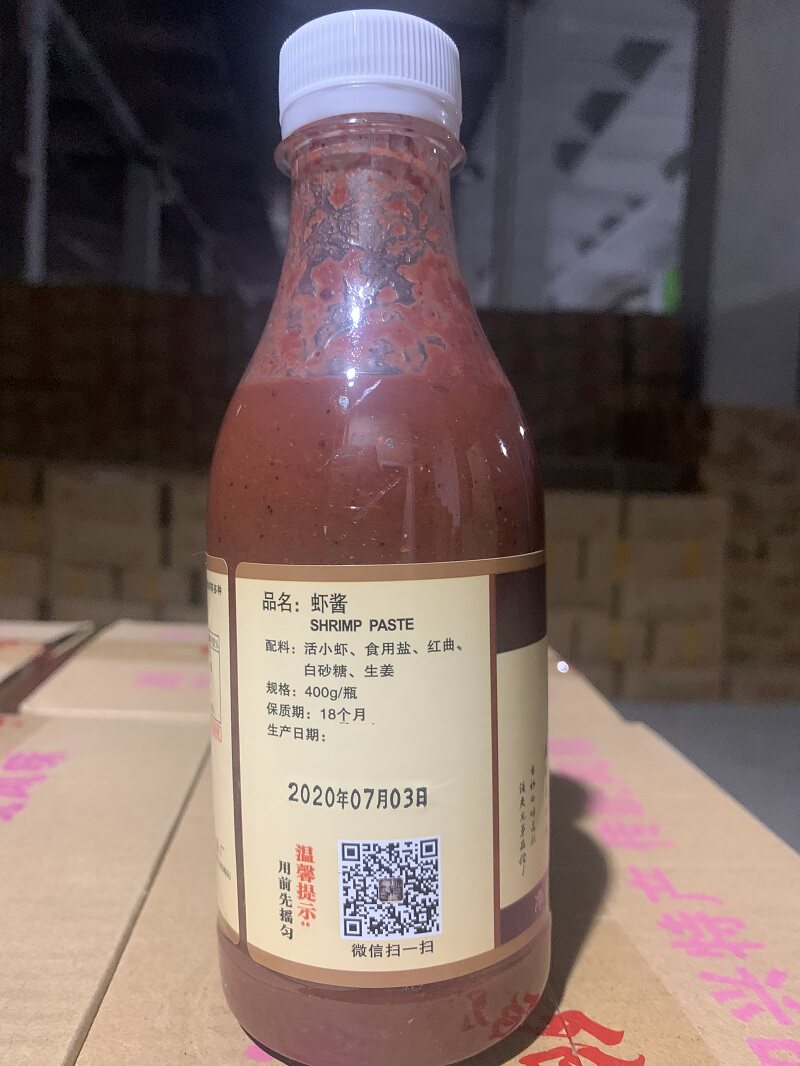 品名：虾酱
SHRIMP PASTE
配料：活小虾、食用盐、红曲、
白砂糖、生姜
规格：400g/瓶
保质期：18个月
生产日期：
2020年07月03日
温馨提示：
用前先摇匀
微信扫一扫
特产